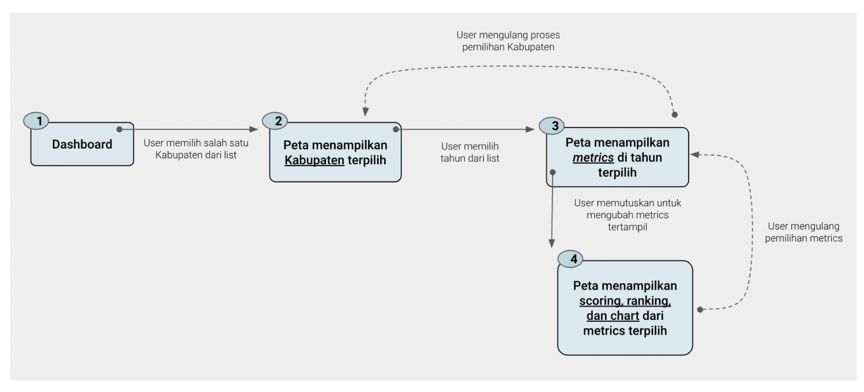 User mengulang proses
pemilihan Kabupaten
1
Dashboard
User memilih salah satu
Kabupaten dari list
2
Peta menampilkan
Kabupaten terpilih
User memilih
tahun dari list
3
Peta menampilkan
metrics di tahun
terpilih
User memutuskan untuk
mengubah metrics
tertampil
User mengulang
pemilihan metrics
4
Peta menampilkan
scoring, ranking,
dan chart dari
metrics terpilih